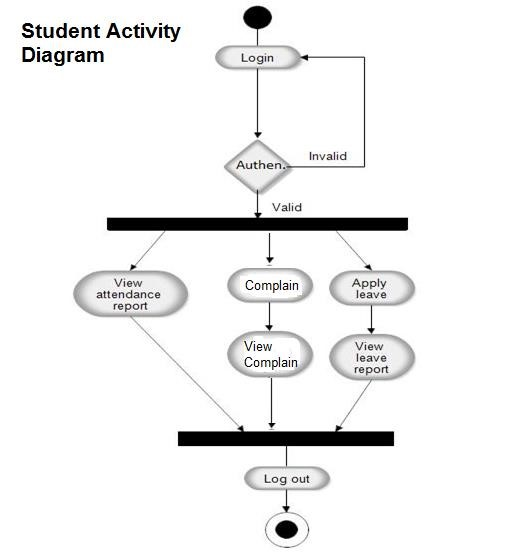 Student Activity
Diagram
Login
Authen.
Invalid
Valid
View
attendance
report
Complain
Apply
leave
View
Complain
View
leave
report
Log out